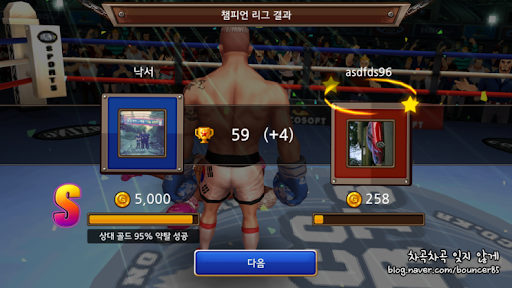 챔피언 리그 결과
낙서
asdfds96
SPORTS
59 (+4)
S
G 5,000
G 258
상대 골드 95% 약탈 성공
다음
차곡차곡 잊지 않게
blog.naver.com/bouncer85